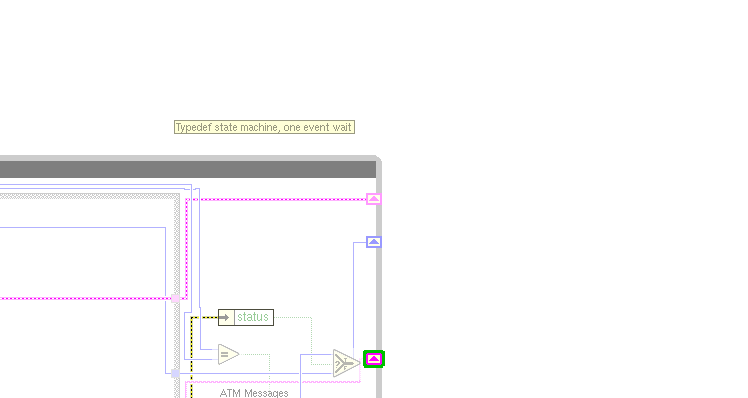 Typedef state machine, one event wait
status
=
?
T
F
ATM Messages